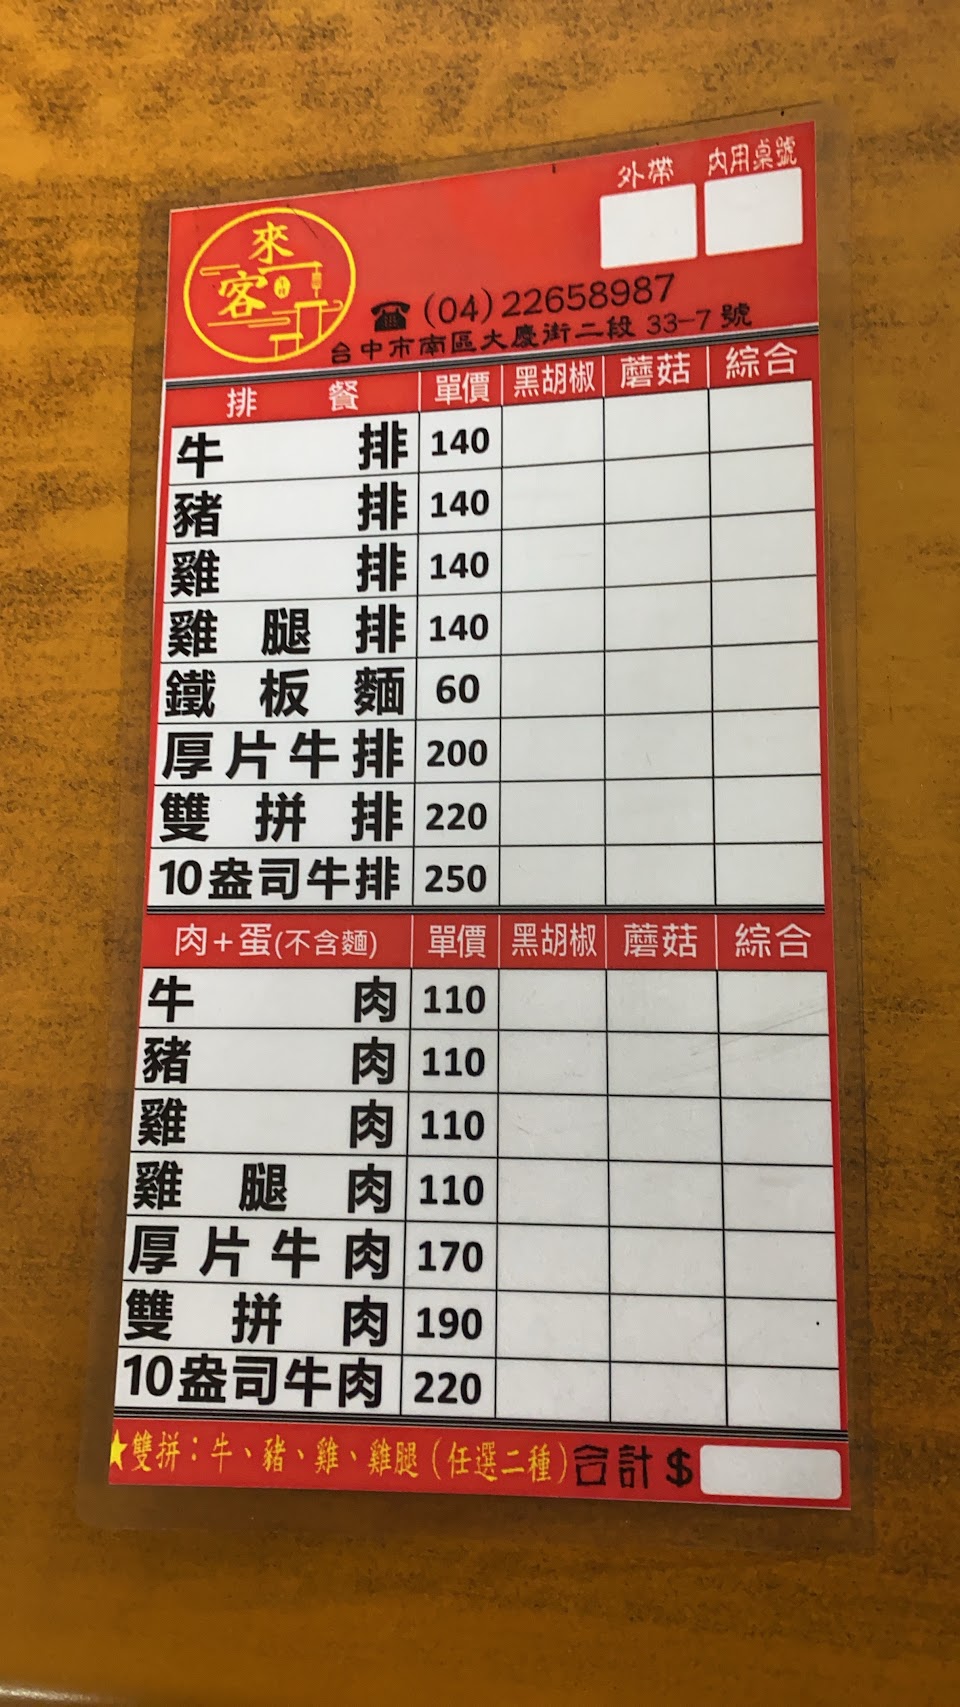 外帶 內用桌號
來客
☎(04)22658987
台中市南區大慶街二段 33-7 號
排餐 單價 黑胡椒 蘑菇 綜合
牛排 140
豬排 140
雞排 140
雞腿排 140
鐵板麵 60
厚片牛排 200
雙拼排 220
10盎司牛排 250
肉+蛋(不含麵) 單價 黑胡椒 蘑菇 綜合
牛肉 110
豬肉 110
雞肉 110
雞腿肉 110
厚片牛肉 170
雙拼肉 190
10盎司牛肉 220
★雙拼：牛、豬、雞、雞腿（任選二種）合計$